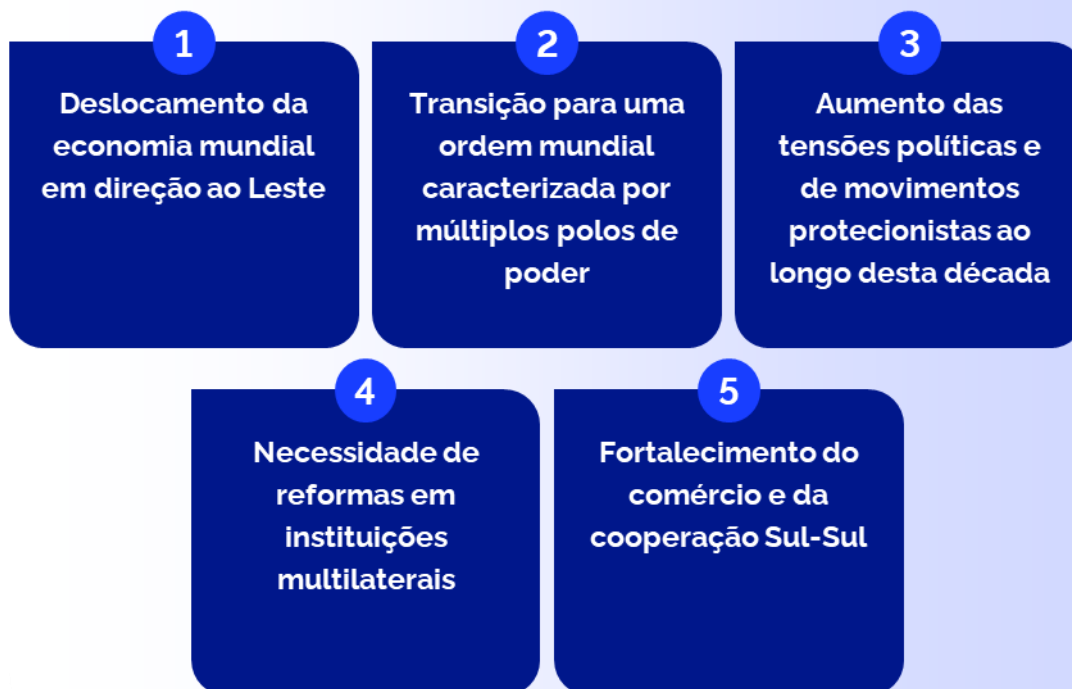 1
Deslocamento da
economia mundial
em direção ao Leste
2
Transição para uma
ordem mundial
caracterizada por
múltiplos polos de
poder
3
Aumento das
tensões políticas e
de movimentos
protecionistas ao
longo desta década
4
Necessidade de
reformas em
instituições
multilaterais
5
Fortalecimento do
comércio e da
cooperação Sul-Sul